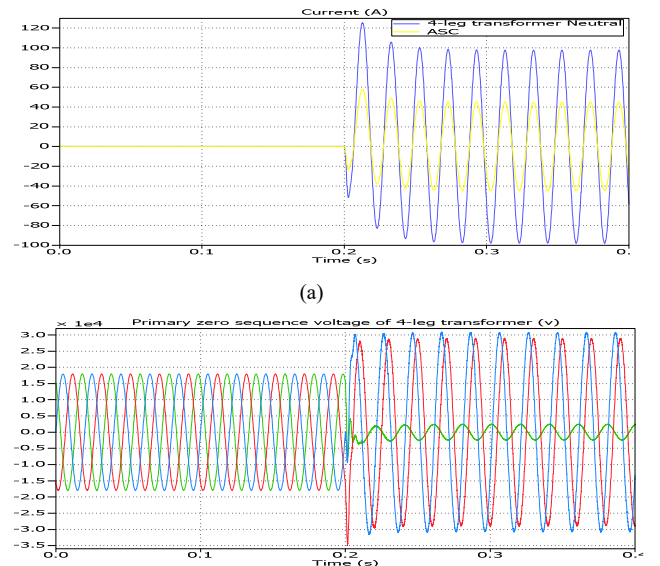 Current (A)
4-leg transformer Neutral
ASC
120
100
80
60
40
20
0
-20
-40
-60
-80
-100
0.0 0.1 0.2 0.3 0.
Time (s)
(a)
× 1e4 Primary zero sequence voltage of 4-leg transformer (v)
3.0
2.5
2.0
1.5
1.0
0.5
0.0
-0.5
-1.0
-1.5
-2.0
-2.5
-3.0
-3.5
0.0 0.1 0.2 0.3 0.4
Time (s)